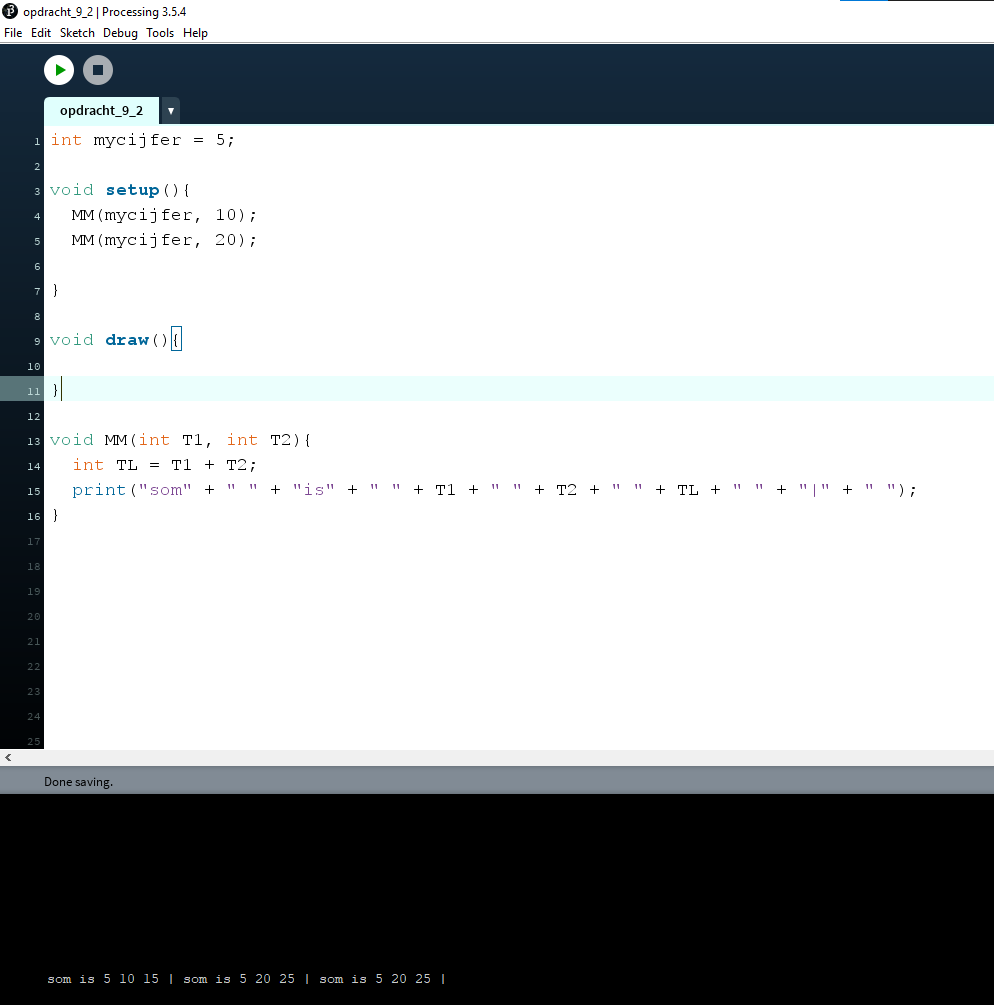 opdracht_9_2 | Processing 3.5.4
File Edit Sketch Debug Tools Help
opdracht_9_2 ▼
1 int mycijfer = 5;
2
3 void setup(){
4   MM(mycijfer, 10);
5   MM(mycijfer, 20);
6
7 }
8
9 void draw(){
10
11 }
12
13 void MM(int T1, int T2){
14   int TL = T1 + T2;
15   print("som" + " " + "is" + " " + T1 + " " + T2 + " " + TL + " " + "|" + " ");
16 }
17
18
19
20
21
22
23
24
25
Done saving.
som is 5 10 15 | som is 5 20 25 | som is 5 20 25 |